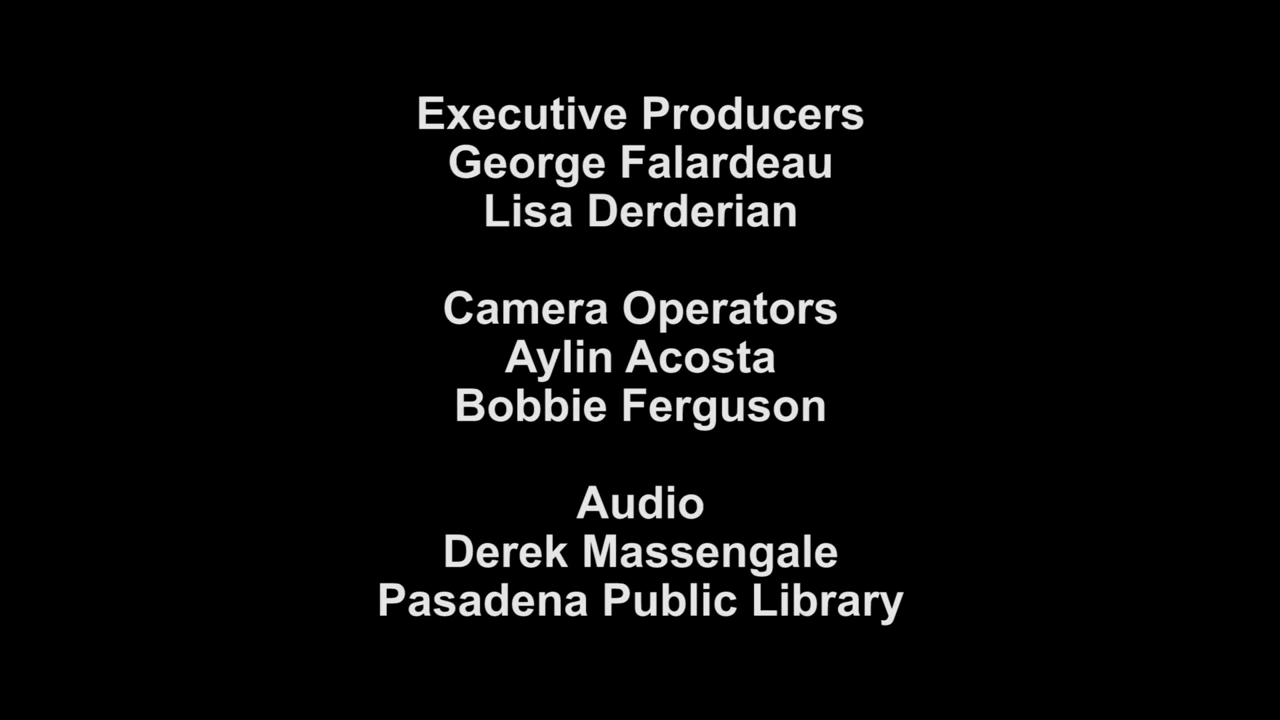 Executive Producers
George Falardeau
Lisa Derderian
Camera Operators
Aylin Acosta
Bobbie Ferguson
Audio
Derek Massengale
Pasadena Public Library